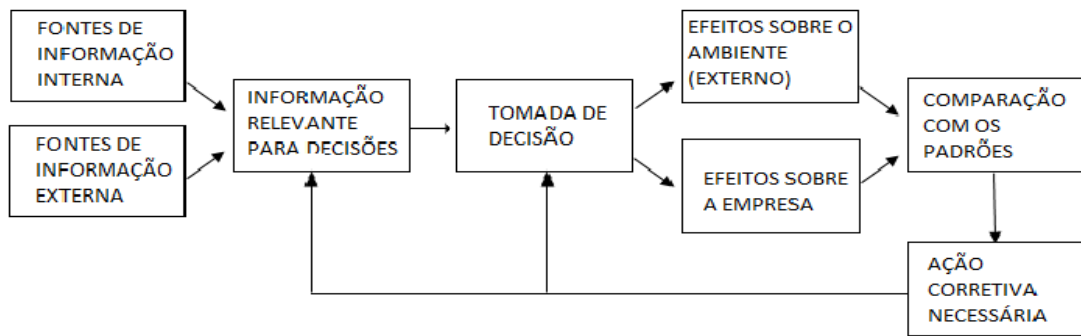 FONTES DE
INFORMAÇÃO
INTERNA
FONTES DE
INFORMAÇÃO
EXTERNA
INFORMAÇÃO
RELEVANTE
PARA DECISÕES
TOMADA DE
DECISÃO
EFEITOS SOBRE O
AMBIENTE
(EXTERNO)
EFEITOS SOBRE
A EMPRESA
COMPARAÇÃO
COM OS
PADRÕES
AÇÃO
CORRETIVA
NECESSÁRIA